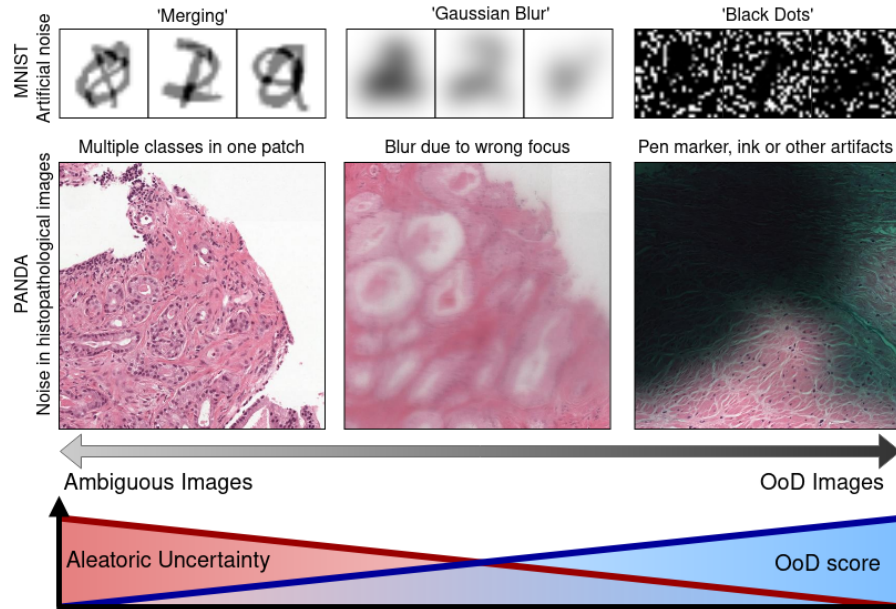 'Merging'
'Gaussian Blur'
'Black Dots'
MNIST
Artificial noise
Multiple classes in one patch
Blur due to wrong focus
Pen marker, ink or other artifacts
PANDA
Noise in histopathological images
Ambiguous Images
OoD Images
Aleatoric Uncertainty
OoD score